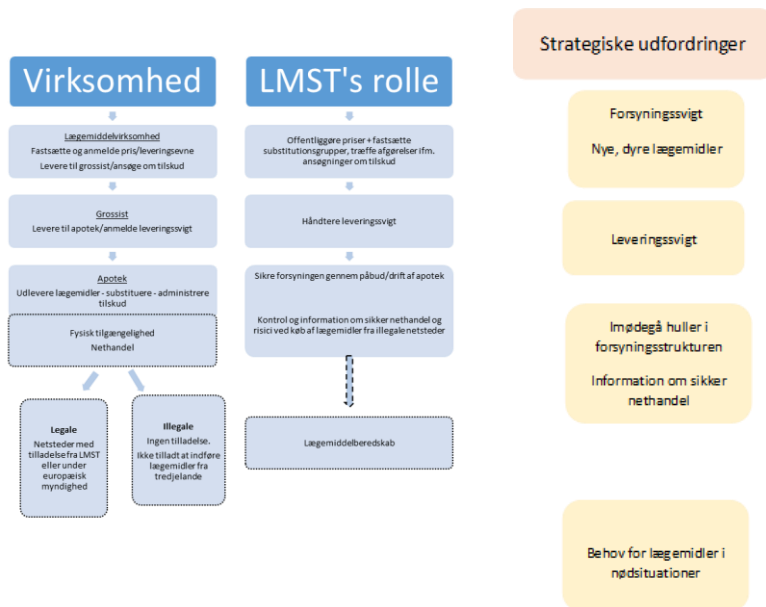 Virksomhed
Lægemiddelvirksomhed
Fastsætte og anmelde pris/leveringsevne
Levere til grossist/ansøge om tilskud
Grossist
Levere til apotek/anmelde leveringssvigt
Apotek
Udlevere lægemidler - substituere - administrere
tilskud
Fysisk tilgængelighed
Nethandel
Legale
Netsteder med
tilladelse fra LMST
eller under
europæisk
myndighed
Illegale
Ingen tilladelse.
Ikke tilladt at indføre
lægemidler fra
tredjelande
LMST's rolle
Offentliggøre priser + fastsætte
substitutionsgrupper, træffe afgørelser ifm.
ansøgninger om tilskud
Håndtere leveringssvigt
Sikre forsyningen gennem påbud/drift af apotek
Kontrol og information om sikker nethandel og
risici ved køb af lægemidler fra illegale netsteder
Lægemiddelberedskab
Strategiske udfordringer
Forsyningssvigt
Nye, dyre lægemidler
Leveringssvigt
Imødegå huller i
forsyningsstrukturen
Information om sikker
nethandel
Behov for lægemidler i
nødsituationer